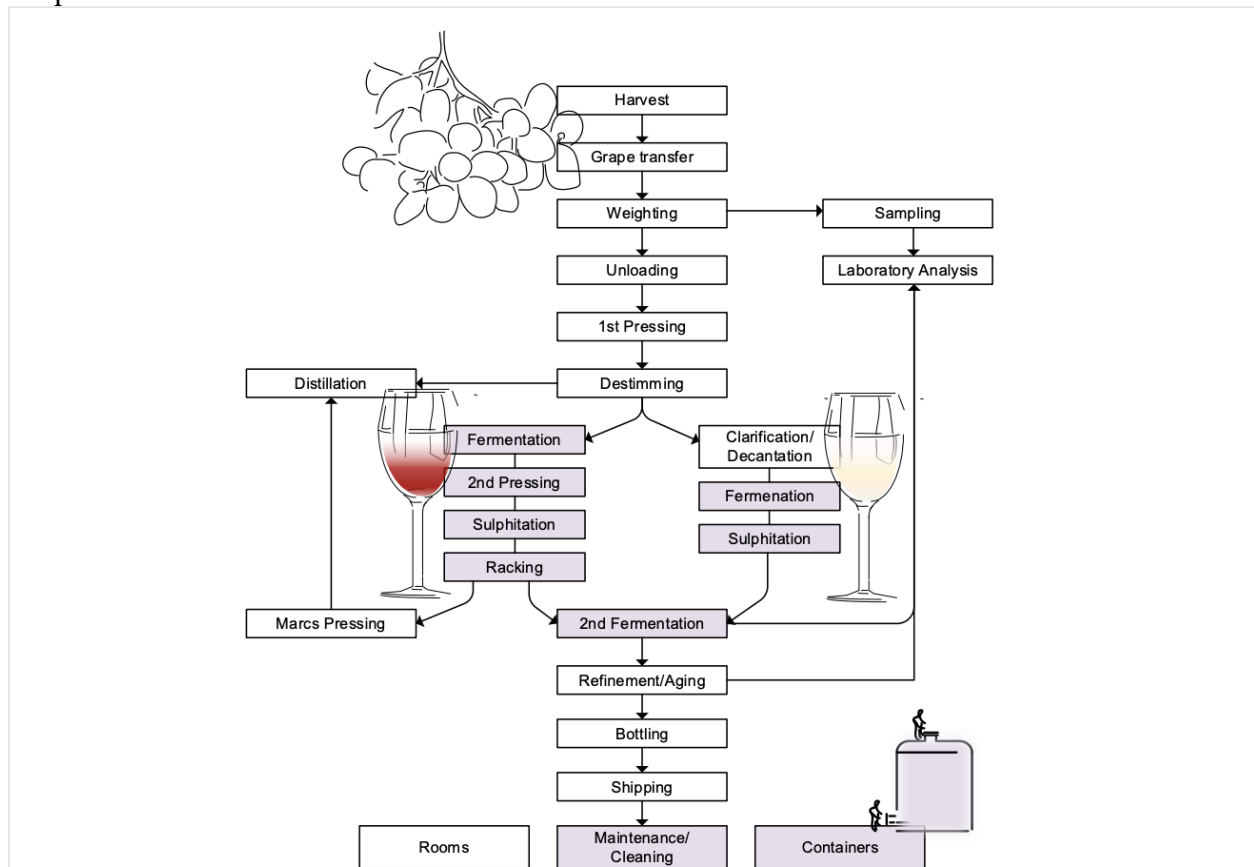 Harvest
Grape transfer
Weighting
Sampling
Unloading
Laboratory Analysis
1st Pressing
Distillation
Destimming
Fermentation
Clarification/
Decantation
2nd Pressing
Fermenation
Sulphitation
Sulphitation
Racking
Marcs Pressing
2nd Fermentation
Refinement/Aging
Bottling
Shipping
Rooms
Maintenance/
Cleaning
Containers